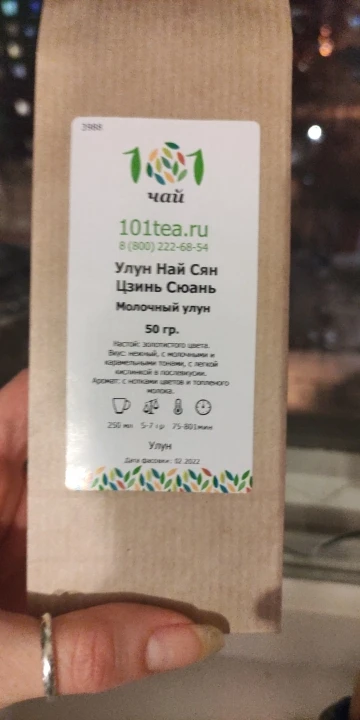 2988
101
чай
101tea.ru
8 (800) 222-68-54
Улун Най Сян
Цзинь Сюань
Молочный улун
50 гр.
Настой: золотистого цвета.
Вкус: нежный, с молочными и
карамельными тонами, с легкой
кислинкой в послевкусии.
Аромат: с нотками цветов и топленого
молока.
250 мл 5-7 гр 75-80 1мин
Улун
Дата фасовки: 02.2022